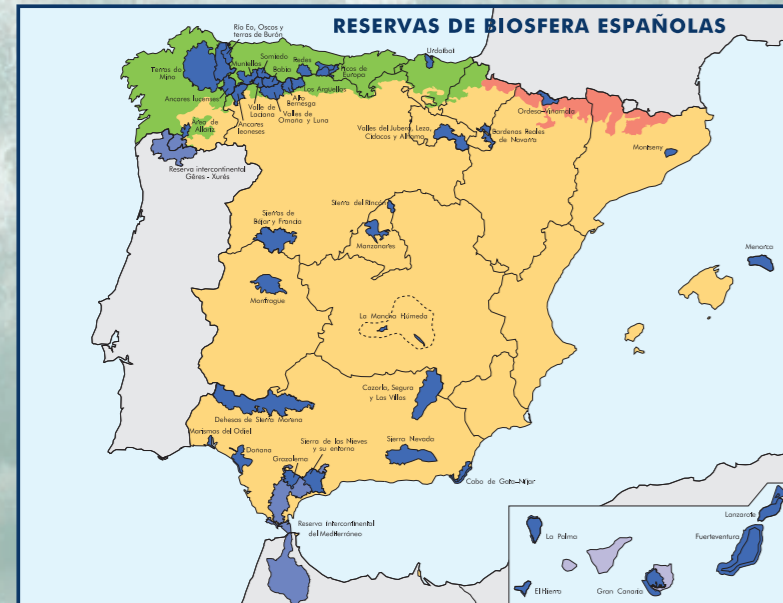 RESERVAS DE BIOSFERA ESPAÑOLAS
Río Eo, Oscos y
terras de Burón
Urdaibai
Terras do
Miño
Muniellos
Somiedo
Babia
Redes
Picos de
Europa
Los Argüellos
Alto
Bernesga
Ancares lucenses
Valle de
Laciana
Valles de
Omaña y Luna
Ancares
leoneses
Área de
Allariz
Reserva intercontinental
Gêres - Xurés
Valles del Jubera, Leza,
Cidacos y Alhama
Bardenas Reales
de Navarra
Ordesa-Viñamala
Montseny
Sierra del Rincón
Sierras de
Béjar y Francia
Manzanares
Menorca
Monfragüe
La Mancha Húmeda
Cazorla, Segura
y Las Villas
Dehesas de Sierra Morena
Marismas del Odiel
Doñana
Sierra de las Nieves
y su entorno
Grazalema
Sierra Nevada
Cabo de Gata-Níjar
Reserva Intercontinental
del Mediterráneo
Lanzarote
La Palma
Fuerteventura
El Hierro
Gran Canaria